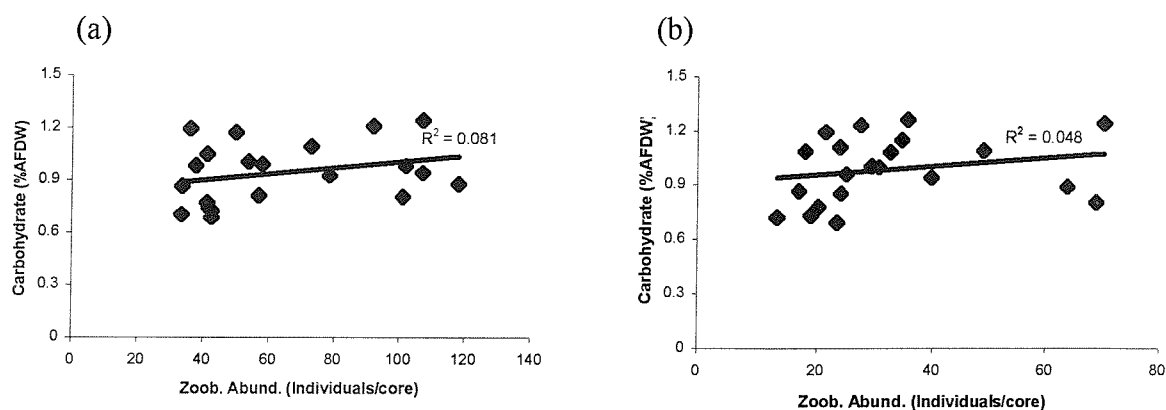 (a)
1.5
1.2
0.9
0.6
0.3
0
Carbohydrate (%AFDW)
R² = 0.081
0 20 40 60 80 100 120 140
Zoob. Abund. (Individuals/core)
(b)
1.5
1.2
0.9
0.6
0.3
0
Carbohydrate (%AFDW;
R² = 0.048
0 20 40 60 80
Zoob. Abund. (Individuals/core)